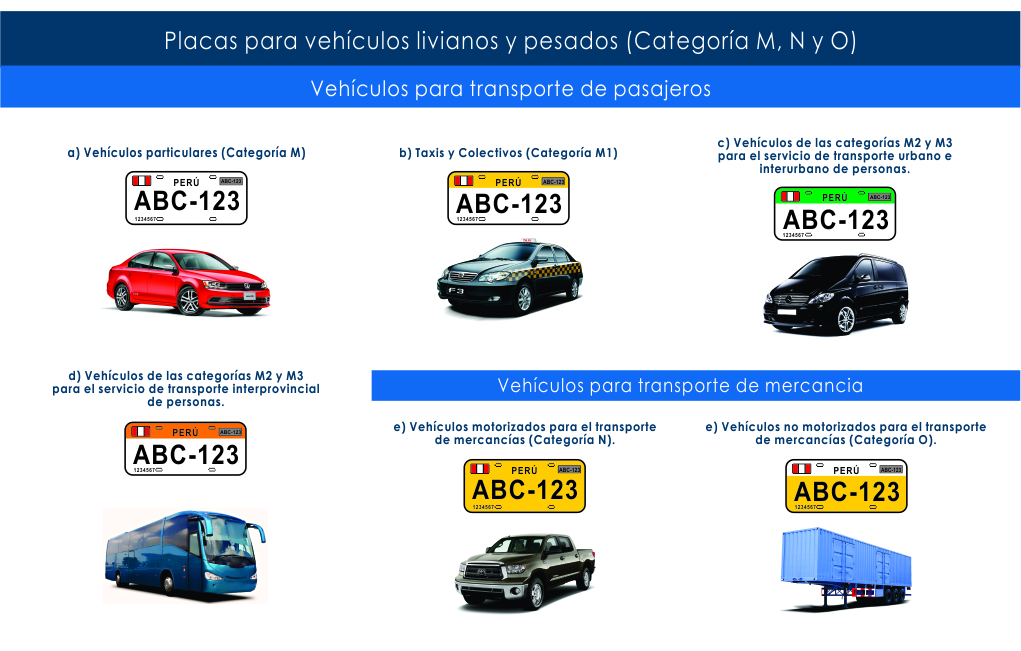 Placas para vehículos livianos y pesados (Categoría M, N y O)
Vehículos para transporte de pasajeros
a) Vehículos particulares (Categoría M)
PERÚ
ABC-123
ABC-123
1234567
b) Taxis y Colectivos (Categoría M1)
PERÚ
ABC-123
ABC-123
1234567
F3
c) Vehículos de las categorías M2 y M3
para el servicio de transporte urbano e
interurbano de personas.
PERÚ
ABC-123
ABC-123
1234567
d) Vehículos de las categorías M2 y M3
para el servicio de transporte interprovincial
de personas.
PERÚ
ABC-123
ABC-123
1234567
Vehículos para transporte de mercancia
e) Vehículos motorizados para el transporte
de mercancías (Categoría N).
PERÚ
ABC-123
ABC-123
1234567
e) Vehículos no motorizados para el transporte
de mercancías (Categoría O).
PERÚ
ABC-123
ABC-123
1234567